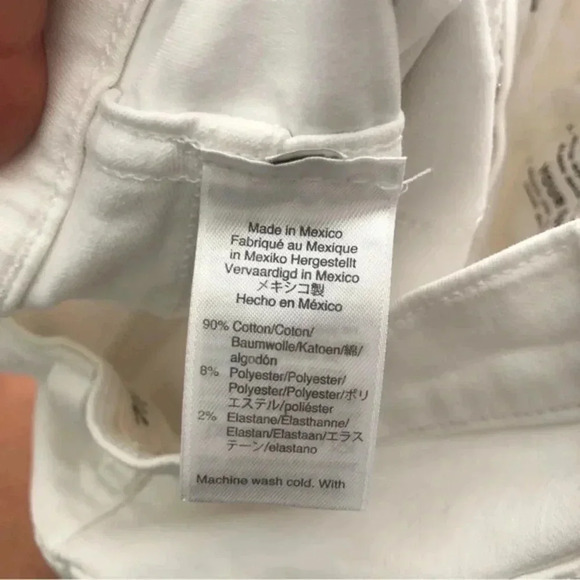 Made in Mexico
Fabriqué au Mexique
in Mexiko Hergestellt
Vervaardigd in Mexico
メキシコ製
Hecho en México
90% Cotton/Coton/
Baumwolle/Katoen/綿/
algodón
8% Polyester/Polyester/
Polyester/Polyester/ポリ
エステル/poliéster
2% Elastane/Élasthanne/
Elastan/Elastaan/エラス
テーン/elastano
Machine wash cold. With